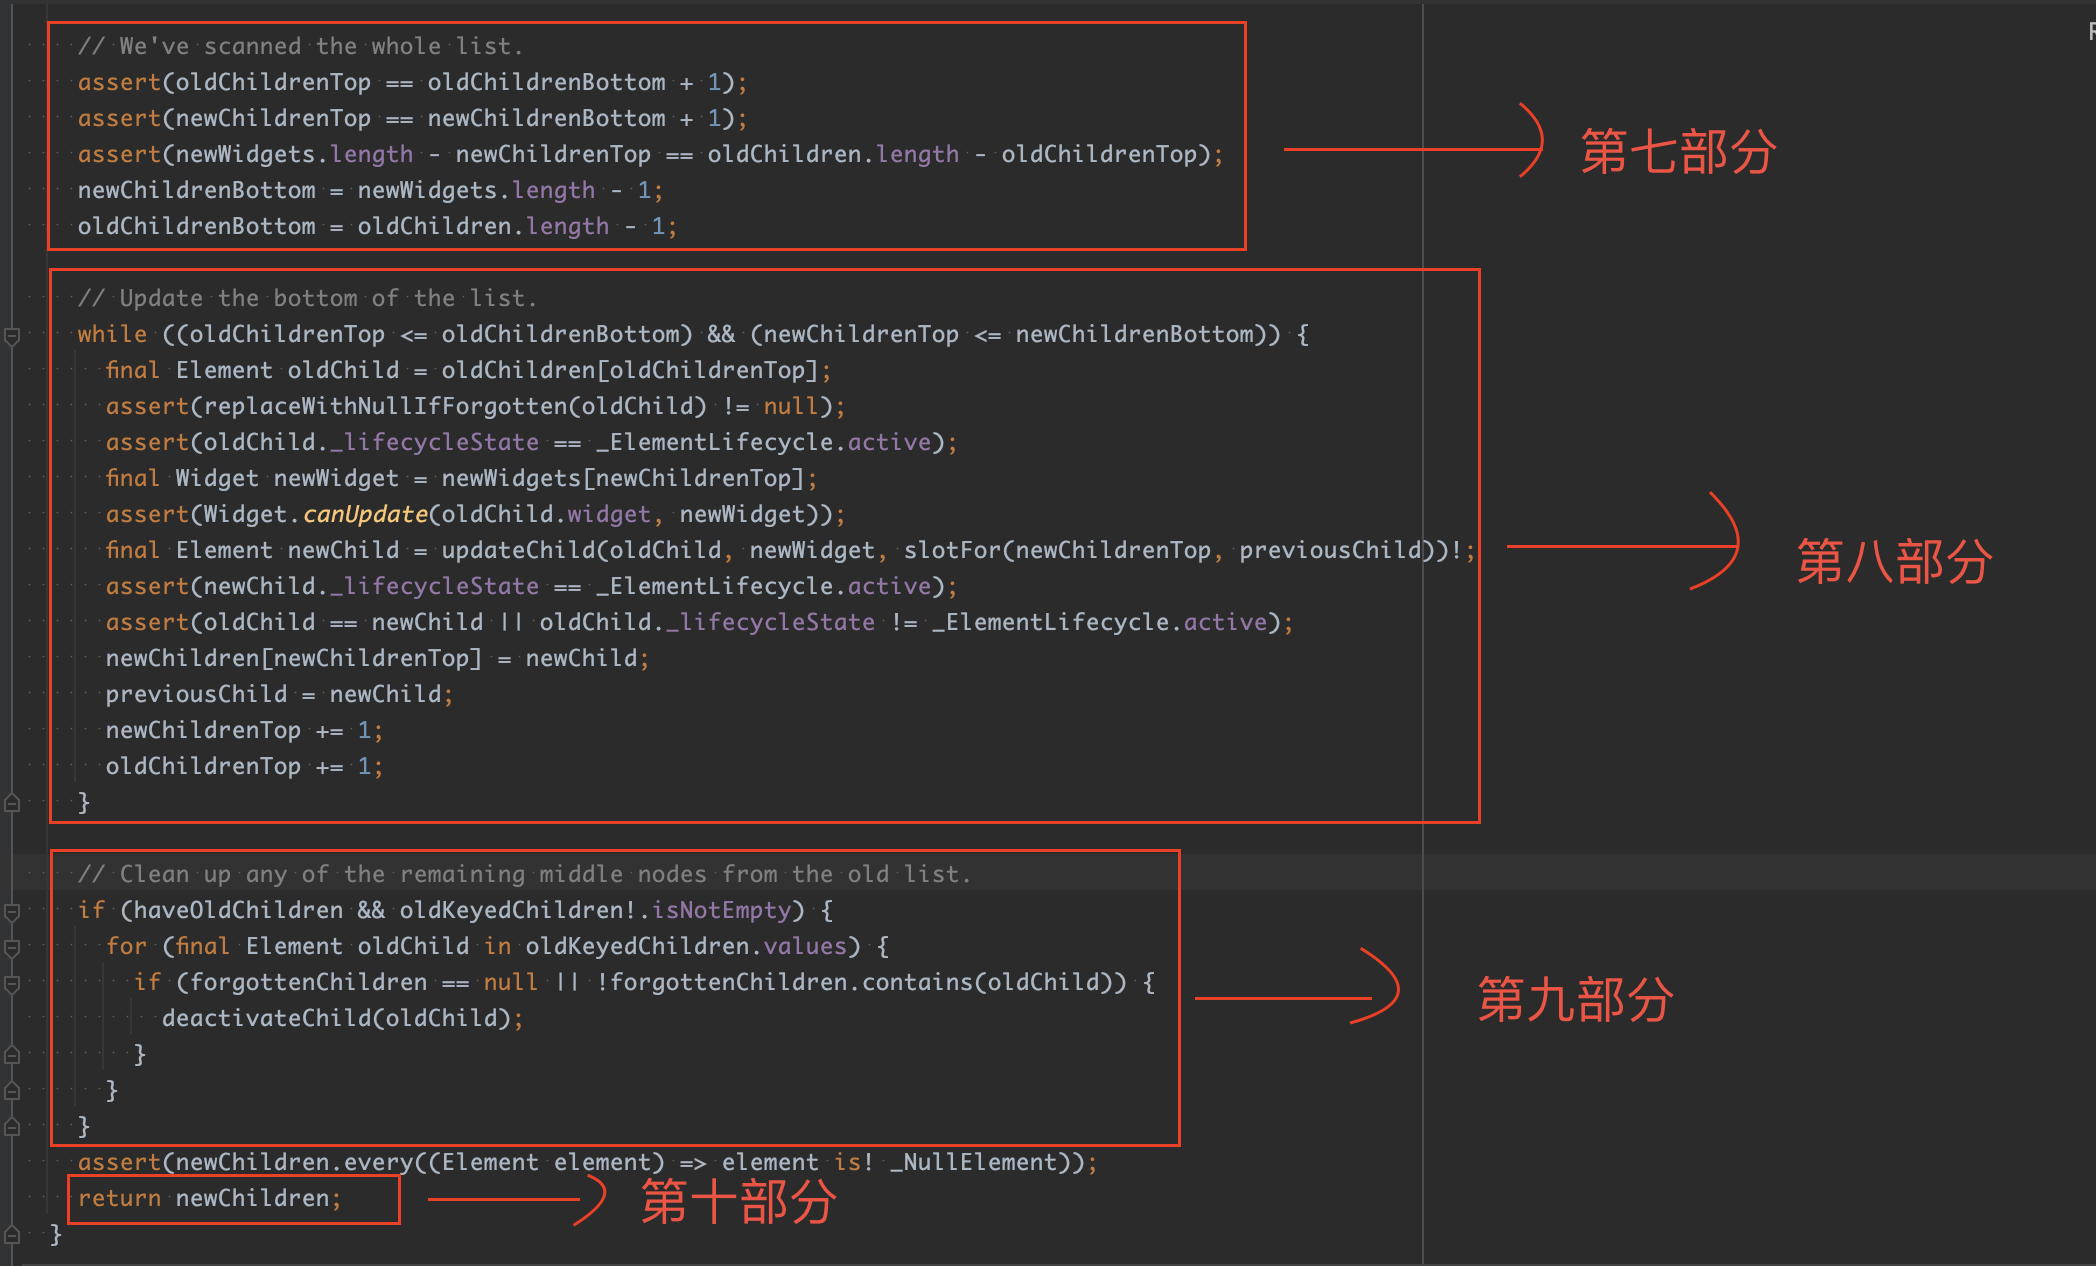 // We've scanned the whole list.
assert(oldChildrenTop == oldChildrenBottom + 1);
assert(newChildrenTop == newChildrenBottom + 1);
assert(newWidgets.length - newChildrenTop == oldChildren.length - oldChildrenTop);
newChildrenBottom = newWidgets.length - 1;
oldChildrenBottom = oldChildren.length - 1;
第七部分
// Update the bottom of the list.
while ((oldChildrenTop <= oldChildrenBottom) && (newChildrenTop <= newChildrenBottom)) {
final Element oldChild = oldChildren[oldChildrenTop];
assert(replaceWithNullIfForgotten(oldChild) != null);
assert(oldChild._lifecycleState == _ElementLifecycle.active);
final Widget newWidget = newWidgets[newChildrenTop];
assert(Widget.canUpdate(oldChild.widget, newWidget));
final Element newChild = updateChild(oldChild, newWidget, slotFor(newChildrenTop, previousChild))!;
assert(newChild._lifecycleState == _ElementLifecycle.active);
assert(oldChild == newChild || oldChild._lifecycleState != _ElementLifecycle.active);
newChildren[newChildrenTop] = newChild;
previousChild = newChild;
newChildrenTop += 1;
oldChildrenTop += 1;
}
第八部分
// Clean up any of the remaining middle nodes from the old list.
if (haveOldChildren && oldKeyedChildren!.isNotEmpty) {
for (final Element oldChild in oldKeyedChildren.values) {
if (forgottenChildren == null || !forgottenChildren.contains(oldChild)) {
deactivateChild(oldChild);
}
}
}
第九部分
assert(newChildren.every((Element element) => element is! _NullElement));
return newChildren;
第十部分
}